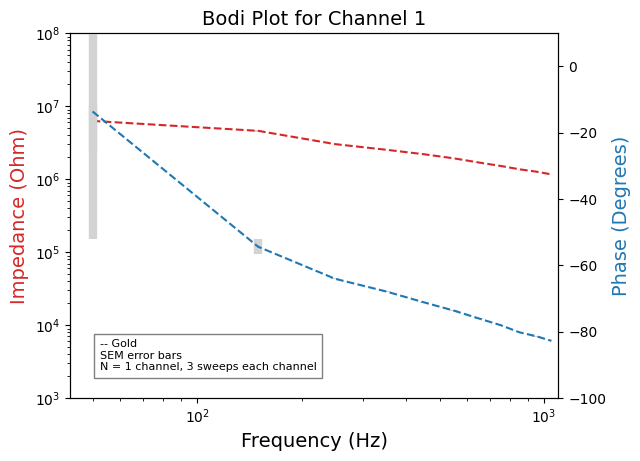 Bodi Plot for Channel 1
Impedance (Ohm)
10^8
10^7
10^6
10^5
10^4
10^3
-- Gold
SEM error bars
N = 1 channel, 3 sweeps each channel
0
−20
−40
−60
−80
−100
Phase (Degrees)
10^2
10^3
Frequency (Hz)